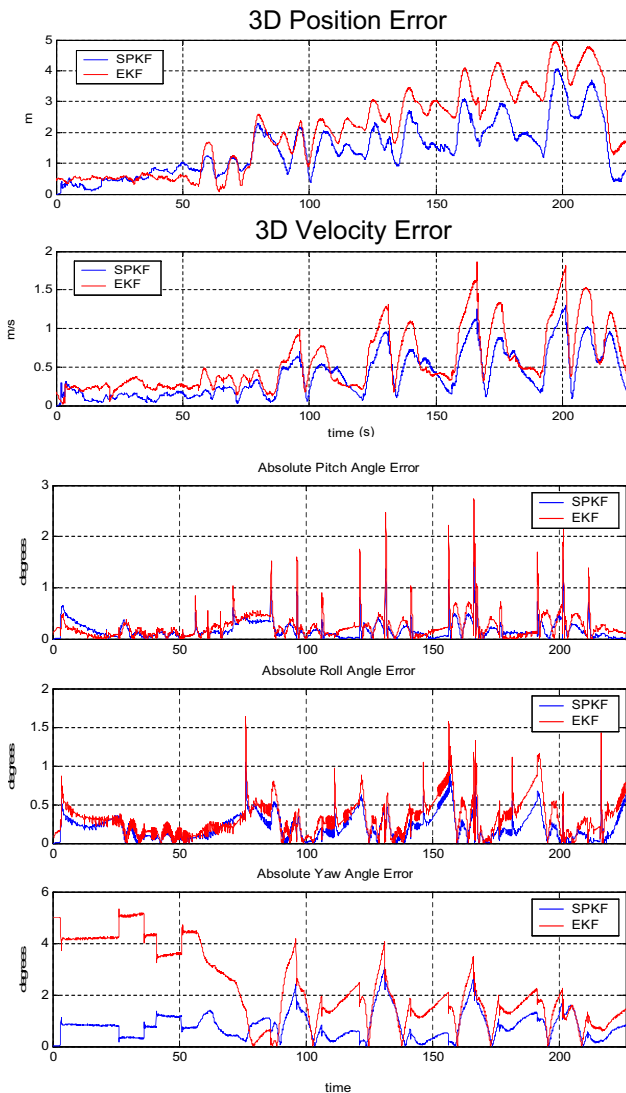 3D Position Error
5
4
3
2
1
0
m
SPKF
EKF
0 50 100 150 200
3D Velocity Error
2
1.5
1
0.5
0
m/s
SPKF
EKF
0 50 100 150 200
time (s)
Absolute Pitch Angle Error
3
2
1
0
degrees
SPKF
EKF
0 50 100 150 200
Absolute Roll Angle Error
2
1.5
1
0.5
0
degrees
SPKF
EKF
0 50 100 150 200
Absolute Yaw Angle Error
6
4
2
0
degrees
SPKF
EKF
0 50 100 150 200
time